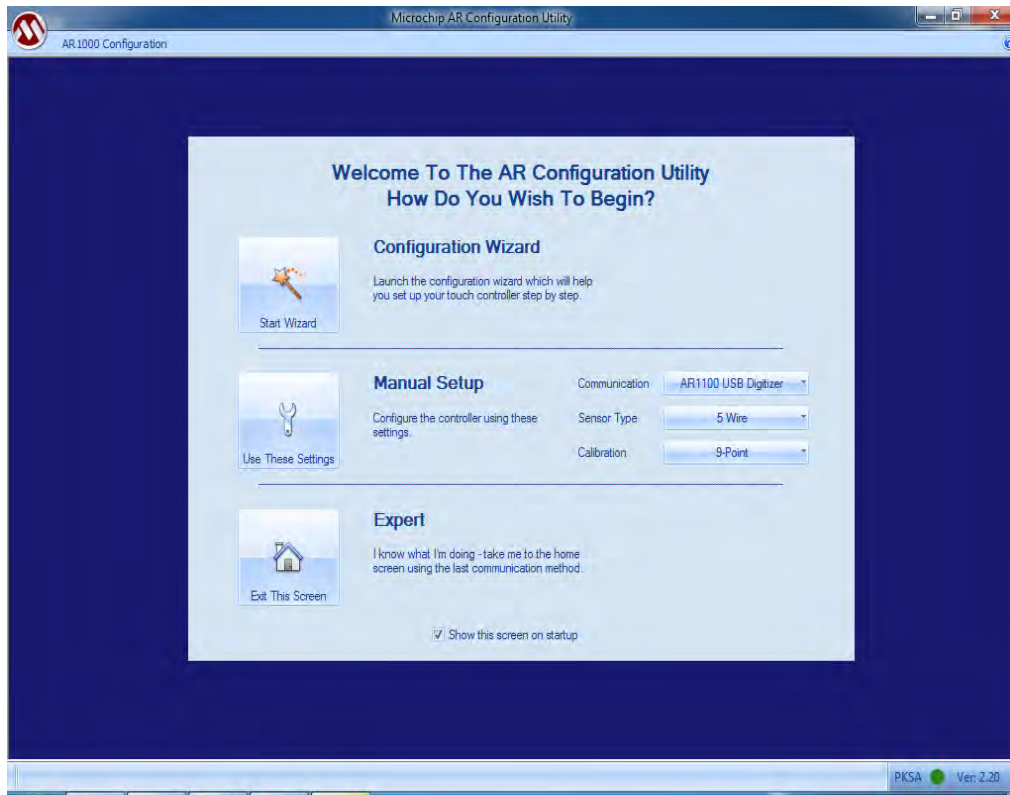 Microchip AR Configuration Utility
AR1000 Configuration
Welcome To The AR Configuration Utility
How Do You Wish To Begin?
Configuration Wizard
Launch the configuration wizard which will help
you set up your touch controller step by step.
Start Wizard
Manual Setup
Configure the controller using these
settings.
Use These Settings
Communication AR1100 USB Digitizer
Sensor Type 5 Wire
Calibration 9-Point
Expert
I know what I'm doing - take me to the home
screen using the last communication method.
Exit This Screen
Show this screen on startup
PKSA Ver: 2.20